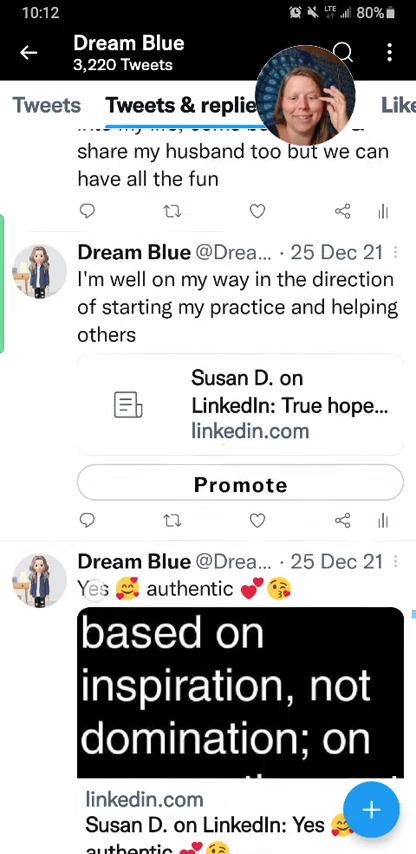 10:12
LTE
80%
Dream Blue
3,220 Tweets
Tweets
Tweets & replie
Like
share my husband too but we can
have all the fun
Dream Blue @Drea... · 25 Dec 21
I'm well on my way in the direction
of starting my practice and helping
others
Susan D. on
LinkedIn: True hope...
linkedin.com
Promote
Dream Blue @Drea... · 25 Dec 21
Yes 🥰 authentic 💕😘
based on
inspiration, not
domination; on
linkedin.com
Susan D. on LinkedIn: Yes 🥰
authentic 💕😘